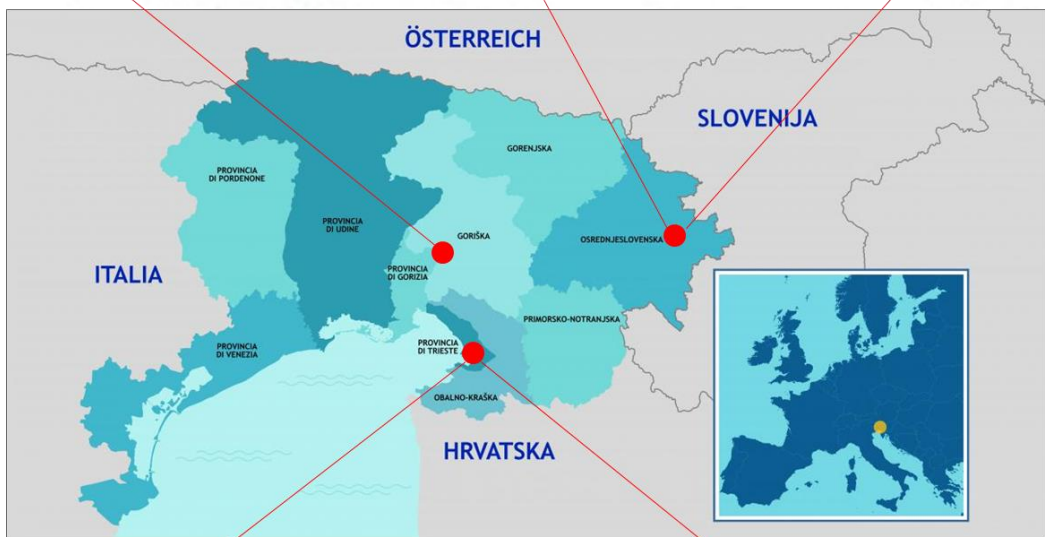 ÖSTERREICH
SLOVENIJA
GORENJSKA
PROVINCIA
DI PORDENONE
PROVINCIA
DI UDINE
GORIŠKA
OSREDNJESLOVENSKA
ITALIA
PROVINCIA
DI GORIZIA
PRIMORSKO-NOTRANJSKA
PROVINCIA
DI VENEZIA
PROVINCIA
DI TRIESTE
OBALNO-KRAŠKA
HRVATSKA